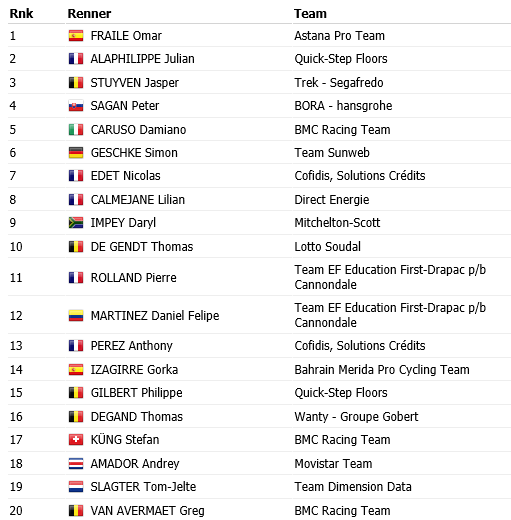 Rnk Renner Team
1 FRAILE Omar Astana Pro Team
2 ALAPHILIPPE Julian Quick-Step Floors
3 STUYVEN Jasper Trek - Segafredo
4 SAGAN Peter BORA - hansgrohe
5 CARUSO Damiano BMC Racing Team
6 GESCHKE Simon Team Sunweb
7 EDET Nicolas Cofidis, Solutions Crédits
8 CALMEJANE Lilian Direct Energie
9 IMPEY Daryl Mitchelton-Scott
10 DE GENDT Thomas Lotto Soudal
11 ROLLAND Pierre Team EF Education First-Drapac p/b
Cannondale
12 MARTINEZ Daniel Felipe Team EF Education First-Drapac p/b
Cannondale
13 PEREZ Anthony Cofidis, Solutions Crédits
14 IZAGIRRE Gorka Bahrain Merida Pro Cycling Team
15 GILBERT Philippe Quick-Step Floors
16 DEGAND Thomas Wanty - Groupe Gobert
17 KÜNG Stefan BMC Racing Team
18 AMADOR Andrey Movistar Team
19 SLAGTER Tom-Jelte Team Dimension Data
20 VAN AVERMAET Greg BMC Racing Team